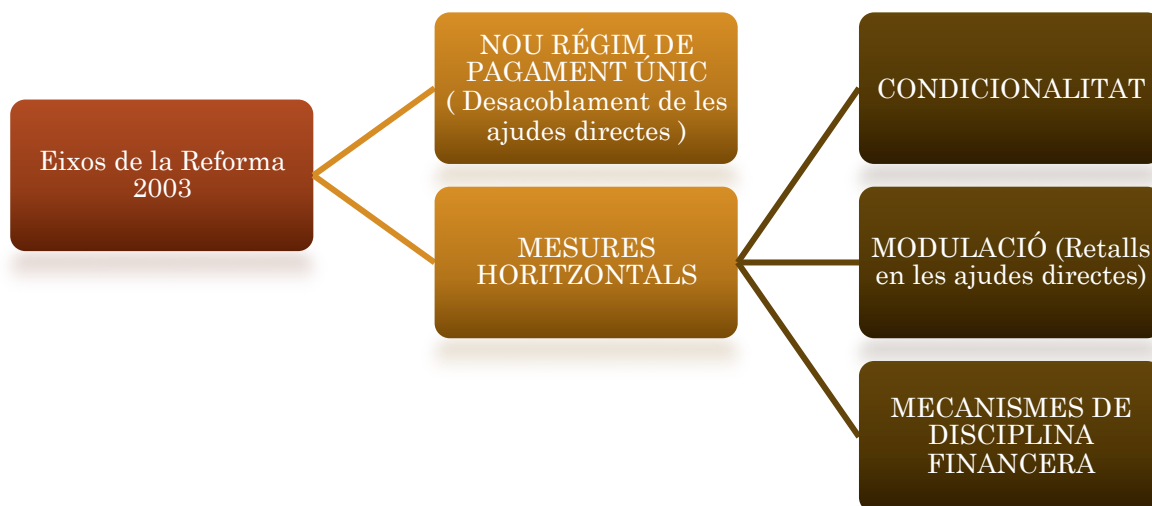 Eixos de la Reforma
2003
NOU RÉGIM DE
PAGAMENT ÚNIC
( Desacoblament de les
ajudes directes )
MESURES
HORITZONTALS
CONDICIONALITAT
MODULACIÓ (Retalls
en les ajudes directes)
MECANISMES DE
DISCIPLINA
FINANCERA